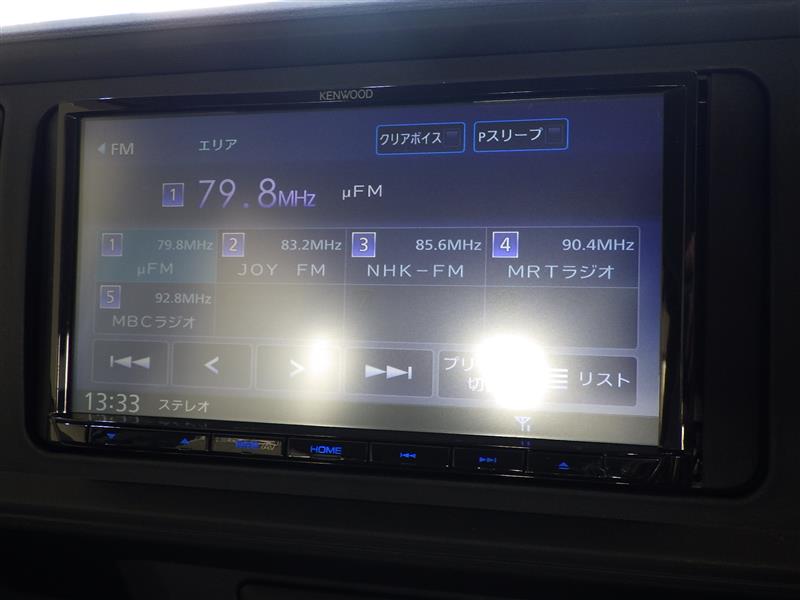 KENWOOD
FM エリア クリアボイス Pスリープ
1 79.8MHz μFM
1 79.8MHz 2 83.2MHz 3 85.6MHz 4 90.4MHz
μFM JOY FM NHK-FM MRTラジオ
5 92.8MHz
MBCラジオ
リスト
13:33 ステレオ
HOME